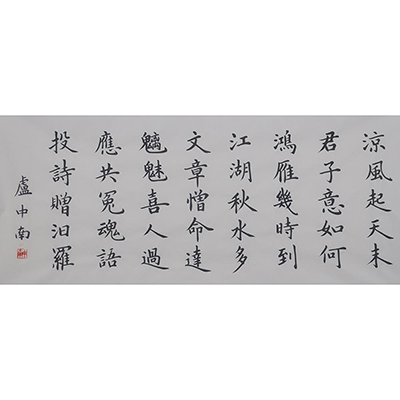 涼風起天末
君子意如何
鴻雁幾時到
江湖秋水多
文章憎命達
魑魅喜人過
應共冤魂語
投詩贈汨羅
盧中南